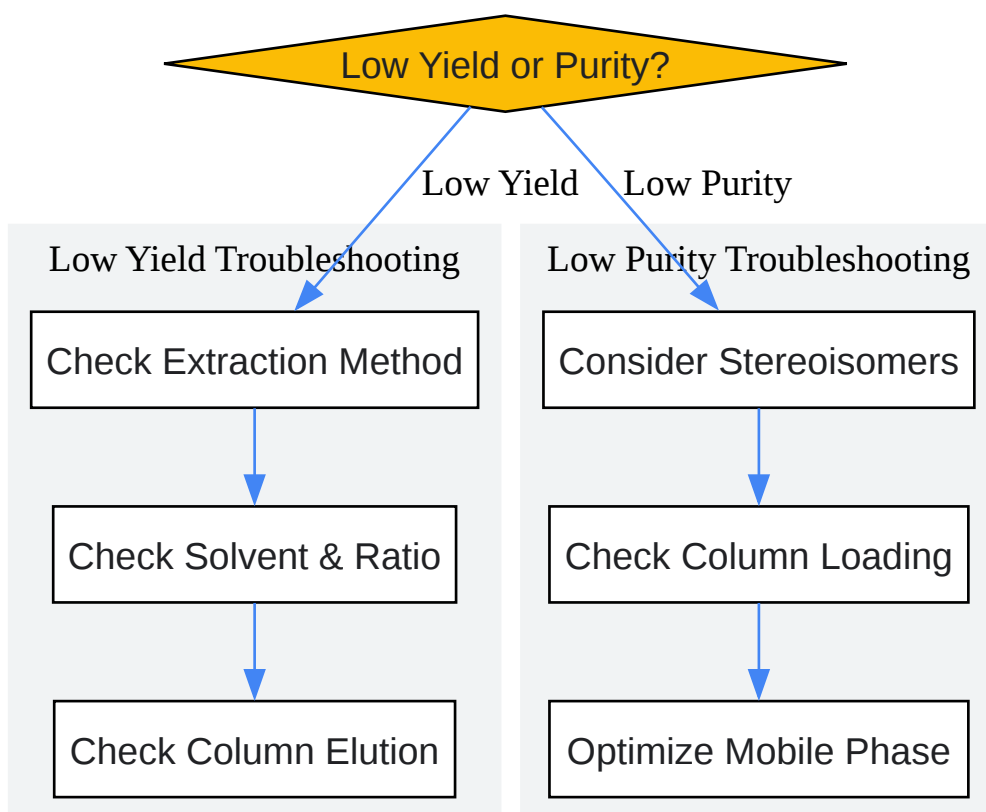 Low Yield or Purity?
Low Yield
Low Purity
Low Yield Troubleshooting
Check Extraction Method
Check Solvent & Ratio
Check Column Elution
Low Purity Troubleshooting
Consider Stereoisomers
Check Column Loading
Optimize Mobile Phase